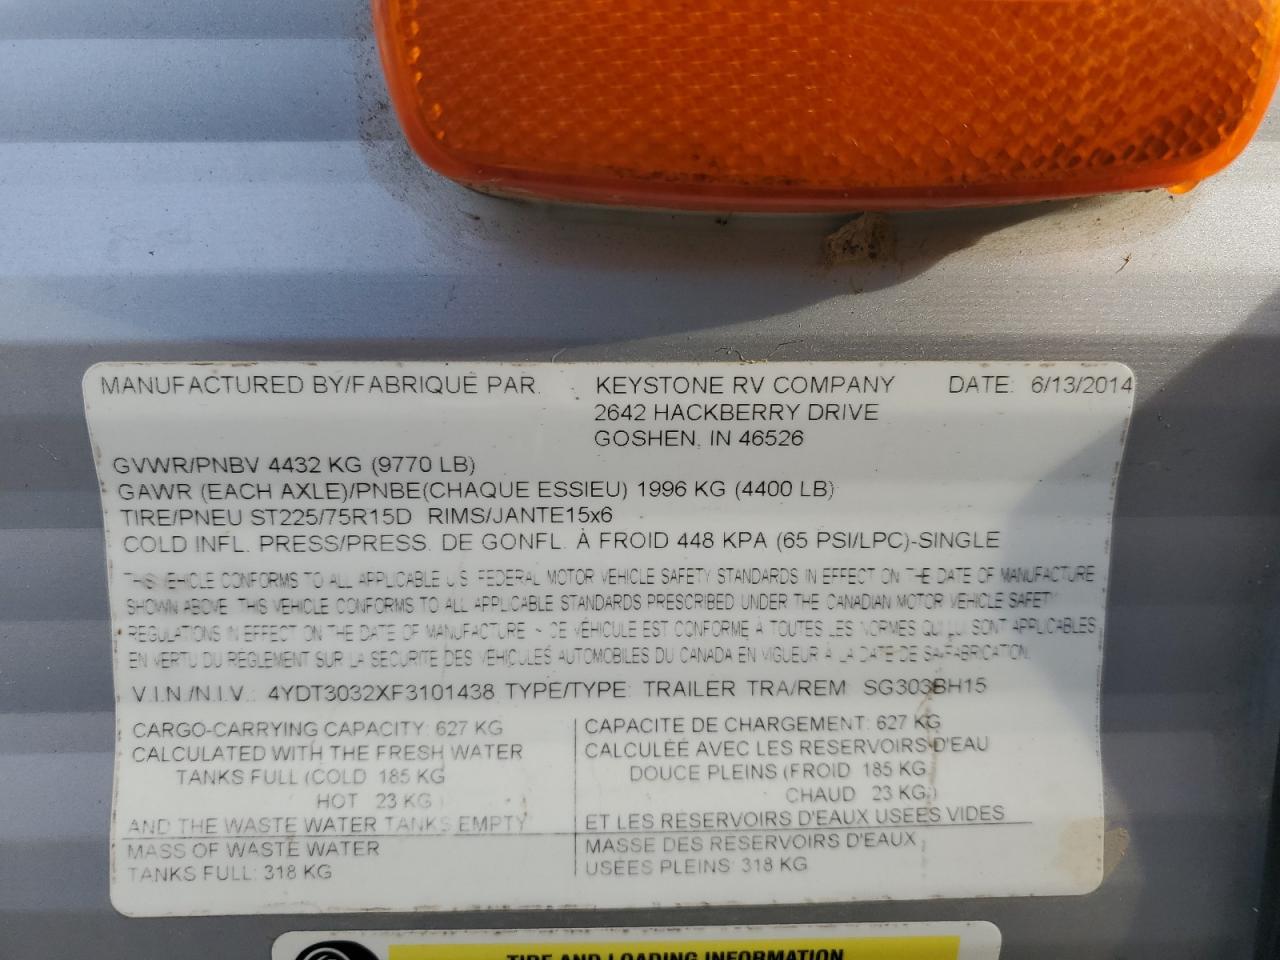 MANUFACTURED BY/FABRIQUÉ PAR. KEYSTONE RV COMPANY DATE: 6/13/2014
2642 HACKBERRY DRIVE
GOSHEN, IN 46526
GVWR/PNBV 4432 KG (9770 LB)
GAWR (EACH AXLE)/PNBE(CHAQUE ESSIEU) 1996 KG (4400 LB)
TIRE/PNEU ST225/75R15D RIMS/JANTE15x6
COLD INFL. PRESS/PRESS. DE GONFL. À FROID 448 KPA (65 PSI/LPC)-SINGLE
THIS VEHICLE CONFORMS TO ALL APPLICABLE U.S. FEDERAL MOTOR VEHICLE SAFETY STANDARDS IN EFFECT ON THE DATE OF MANUFACTURE
SHOWN ABOVE. THIS VEHICLE CONFORMS TO ALL APPLICABLE STANDARDS PRESCRIBED UNDER THE CANADIAN MOTOR VEHICLE SAFETY
REGULATIONS IN EFFECT ON THE DATE OF MANUFACTURE - CE VÉHICULE EST CONFORME À TOUTES LES NORMES QUI LUI SONT APPLICABLES
EN VERTU DU REGLEMENT SUR LA SECURITE DES VEHICULES AUTOMOBILES DU CANADA EN VIGUEUR À LA DATE DE SA FABRICATION.
V.I.N./N.I.V.: 4YDT3032XF3101438 TYPE/TYPE: TRAILER TRA/REM SG303BH15
CARGO-CARRYING CAPACITY: 627 KG
CALCULATED WITH THE FRESH WATER
TANKS FULL (COLD 185 KG
HOT 23 KG )
AND THE WASTE WATER TANKS EMPTY
MASS OF WASTE WATER
TANKS FULL: 318 KG
CAPACITE DE CHARGEMENT: 627 KG
CALCULÉE AVEC LES RESERVOIRS D'EAU
DOUCE PLEINS (FROID 185 KG
CHAUD 23 KG.)
ET LES RESERVOIRS D'EAUX USEES VIDES
MASSE DES RESERVOIRS D'EAUX
USEES PLEINS: 318 KG
TIRE AND LOADING INFORMATION